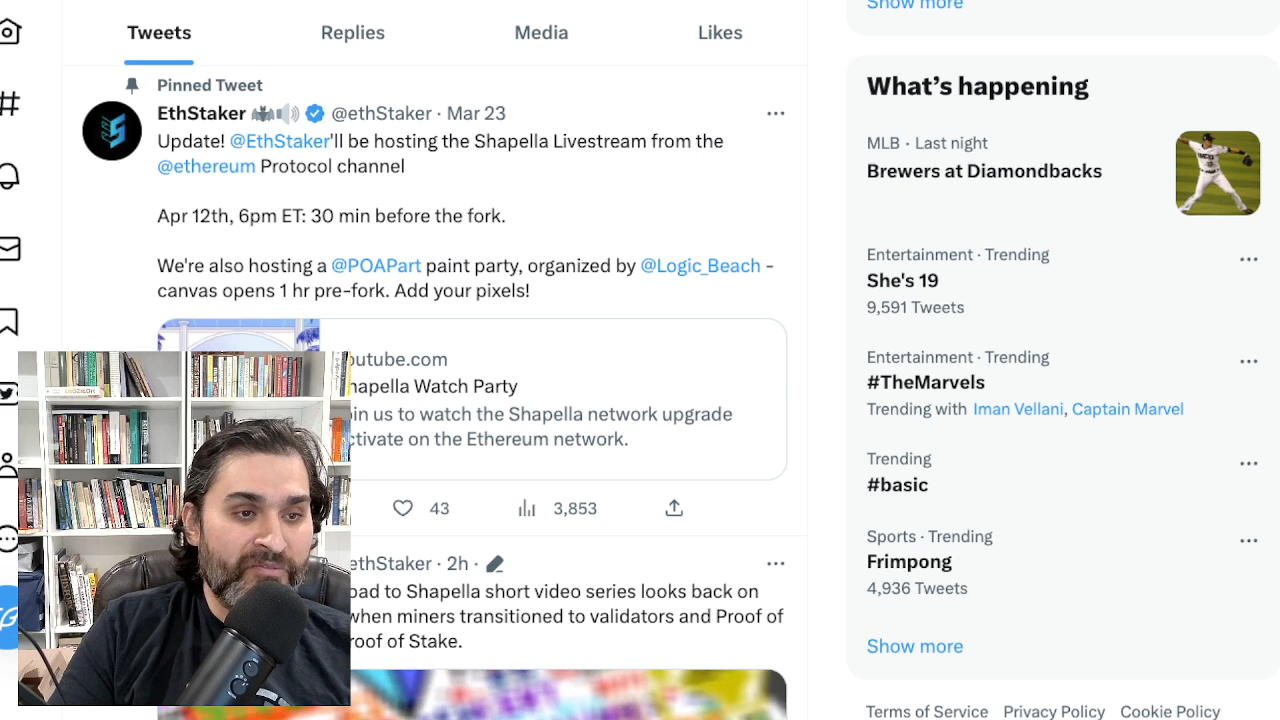 Tweets
Replies
Media
Likes
Pinned Tweet
EthStaker 🦇🔊 @ethStaker · Mar 23
Update! @EthStaker'll be hosting the Shapella Livestream from the
@ethereum Protocol channel
Apr 12th, 6pm ET: 30 min before the fork.
We're also hosting a @POAPart paint party, organized by @Logic_Beach -
canvas opens 1 hr pre-fork. Add your pixels!
outube.com
hapella Watch Party
in us to watch the Shapella network upgrade
ctivate on the Ethereum network.
43
3,853
ethStaker · 2h ·
oad to Shapella short video series looks back on
when miners transitioned to validators and Proof of
roof of Stake.
Show more
What’s happening
MLB · Last night
Brewers at Diamondbacks
Entertainment · Trending
She's 19
9,591 Tweets
Entertainment · Trending
#TheMarvels
Trending with Iman Vellani, Captain Marvel
Trending
#basic
Sports · Trending
Frimpong
4,936 Tweets
Show more
Terms of Service Privacy Policy Cookie Policy